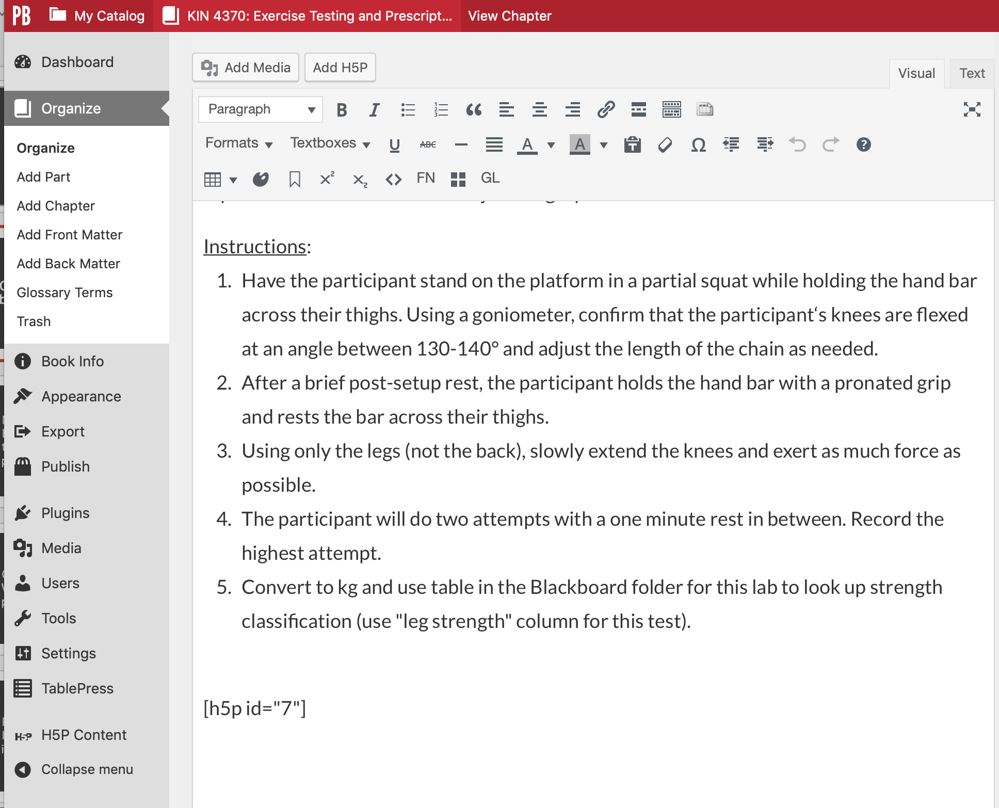 PB My Catalog KIN 4370: Exercise Testing and Prescript... View Chapter
Dashboard
Organize
Organize
Add Part
Add Chapter
Add Front Matter
Add Back Matter
Glossary Terms
Trash
Book Info
Appearance
Export
Publish
Plugins
Media
Users
Tools
Settings
TablePress
H5P H5P Content
Collapse menu
Add Media Add H5P
Visual Text
Paragraph B I
Formats Textboxes U ABC A A Ω ?
X² X₂ <> FN GL
Instructions:
1. Have the participant stand on the platform in a partial squat while holding the hand bar
across their thighs. Using a goniometer, confirm that the participant‘s knees are flexed
at an angle between 130-140° and adjust the length of the chain as needed.
2. After a brief post-setup rest, the participant holds the hand bar with a pronated grip
and rests the bar across their thighs.
3. Using only the legs (not the back), slowly extend the knees and exert as much force as
possible.
4. The participant will do two attempts with a one minute rest in between. Record the
highest attempt.
5. Convert to kg and use table in the Blackboard folder for this lab to look up strength
classification (use "leg strength" column for this test).
[h5p id="7"]